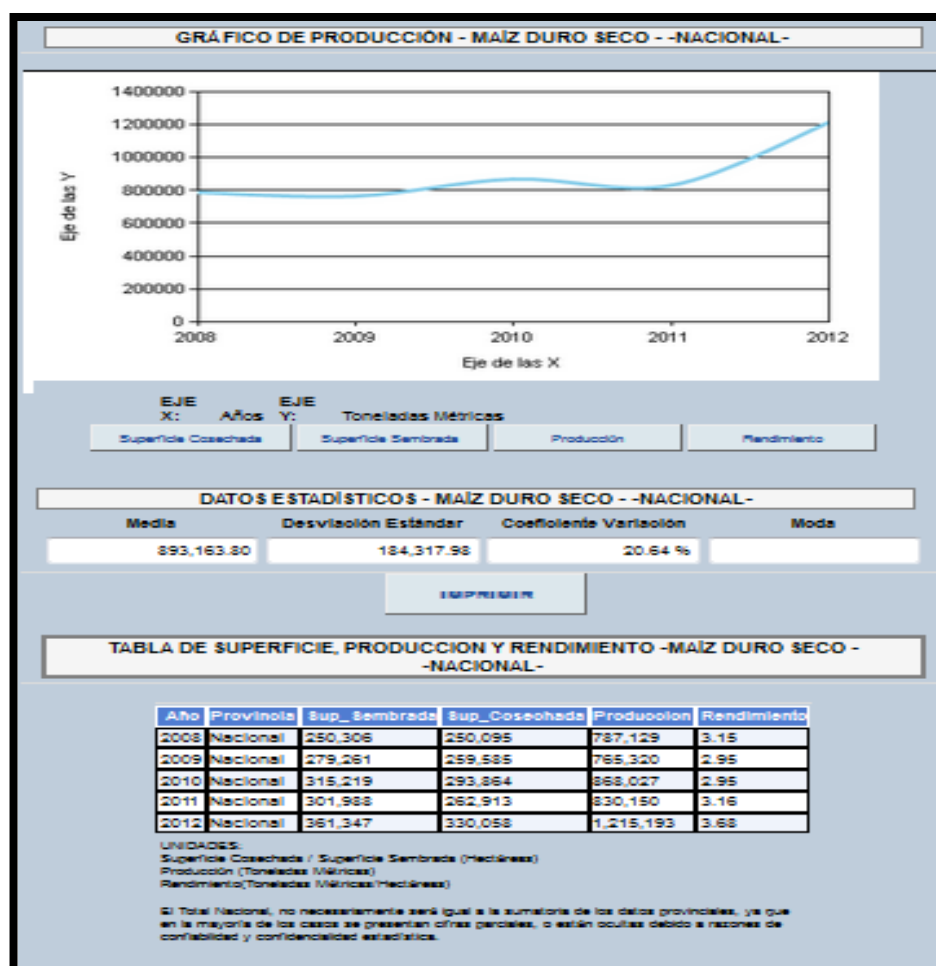 GRÁFICO DE PRODUCCIÓN - MAÍZ DURO SECO - -NACIONAL-
1400000
1200000
1000000
800000
600000
400000
200000
0
Eje de las Y
2008 2009 2010 2011 2012
Eje de las X
EJE X: Años EJE Y: Toneladas Métricas
Superficie Cosechada Superficie Sembrada Producción Rendimiento
DATOS ESTADÍSTICOS - MAÍZ DURO SECO - -NACIONAL-
Media Desviación Estándar Coeficiente Variación Moda
893,163.80 184,317.98 20.64 %
IMPRIMIR
TABLA DE SUPERFICIE, PRODUCCION Y RENDIMIENTO -MAÍZ DURO SECO -
-NACIONAL-
Año Provincia Sup_Sembrada Sup_Cosechada Produccion Rendimiento
2008 Nacional 250,306 250,095 787,129 3.15
2009 Nacional 279,261 259,585 765,320 2.95
2010 Nacional 315,219 293,864 868,027 2.95
2011 Nacional 301,988 262,913 830,150 3.16
2012 Nacional 361,347 330,058 1,215,193 3.68
UNIDADES:
Superficie Cosechada / Superficie Sembrada (Hectáreas)
Producción (Toneladas Métricas)
Rendimiento(Toneladas Métricas/Hectáreas)
El Total Nacional, no necesariamente será igual a la sumatoria de los datos provinciales, ya que
en la mayoría de los casos se presentan cifras parciales, o están ocultas debido a razones de
confiabilidad y confidencialidad estadística.